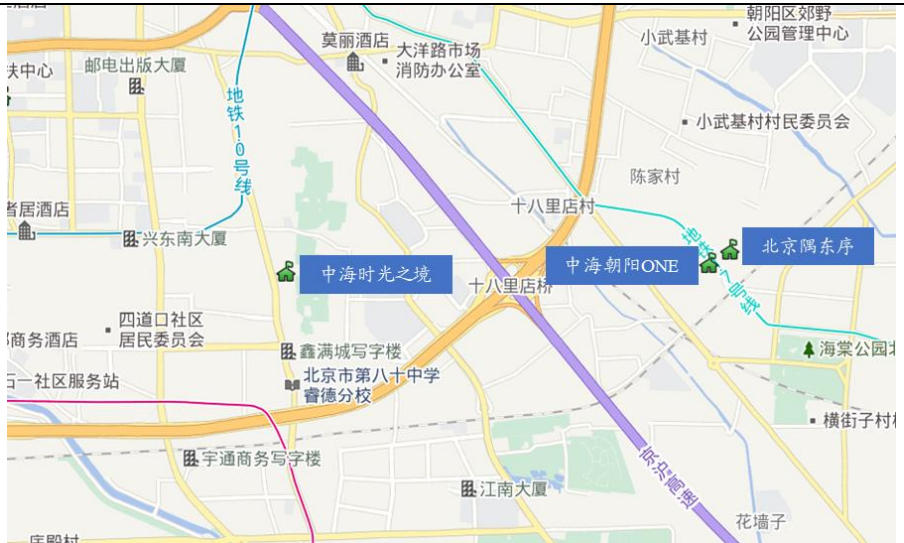 朝阳区郊野
公园管理中心
莫丽酒店
大洋路市场
消防办公室
小武基村
扶中心
邮电出版大厦
地铁10号线
小武基村村民委员会
陈家村
者居酒店
兴东南大厦
十八里店村
地铁17号线
北京隅东序
中海朝阳ONE
中海时光之境
十八里店桥
四道口社区
居民委员会
商务酒店
鑫满城写字楼
海棠公园北
石一社区服务站
北京市第八十中学
睿德分校
横街子村
宇通商务写字楼
京沪高速
江南大厦
花墙子